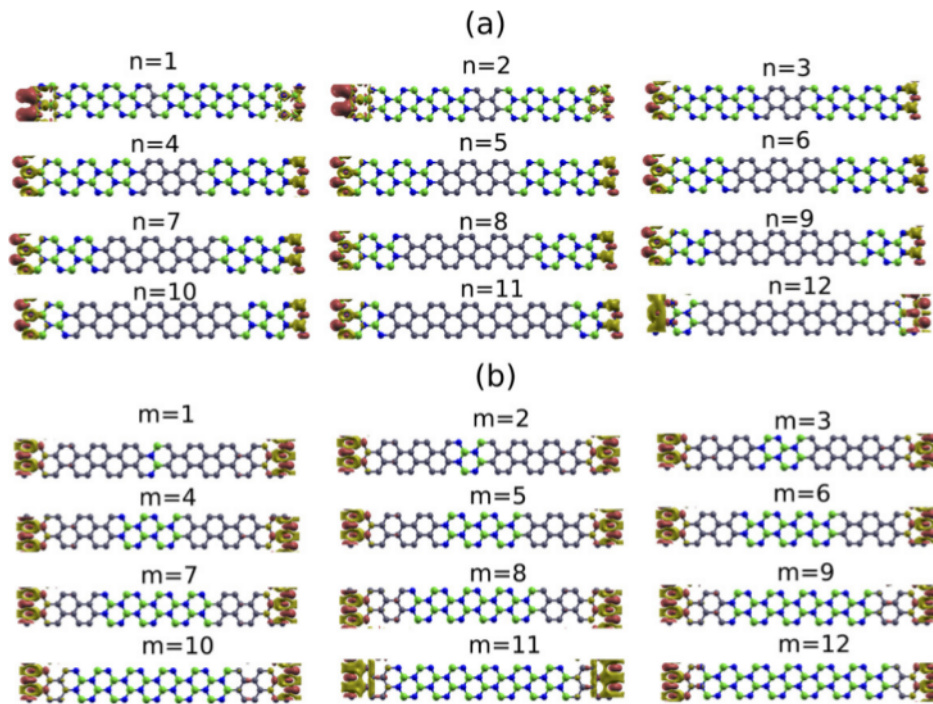 (a)
n=1 n=2 n=3
n=4 n=5 n=6
n=7 n=8 n=9
n=10 n=11 n=12
(b)
m=1 m=2 m=3
m=4 m=5 m=6
m=7 m=8 m=9
m=10 m=11 m=12